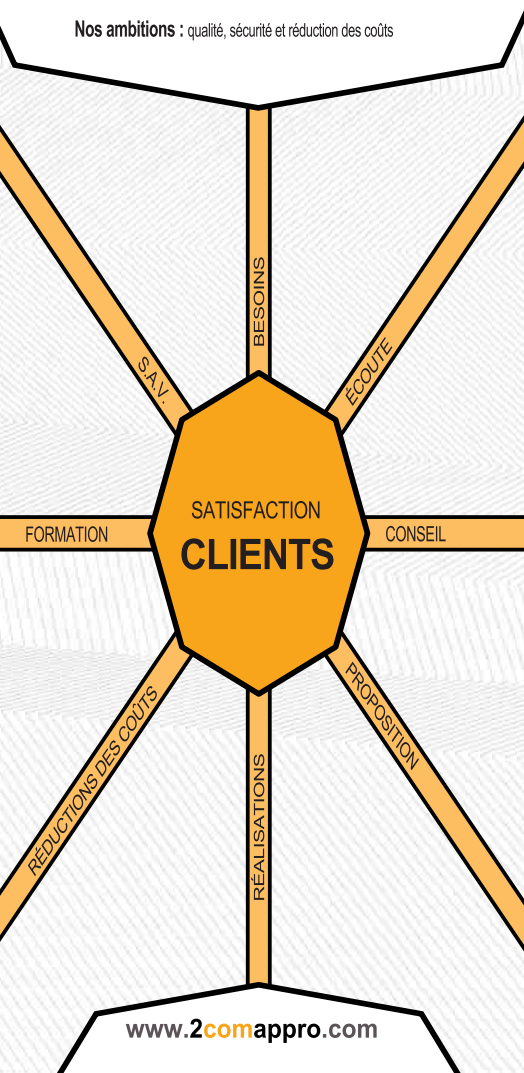 Nos ambitions : qualité, sécurité et réduction des coûts
BESOINS
S.A.V.
ÉCOUTE
SATISFACTION
CLIENTS
FORMATION
CONSEIL
RÉDUCTIONS DES COÛTS
PROPOSITION
RÉALISATIONS
www.2comappro.com